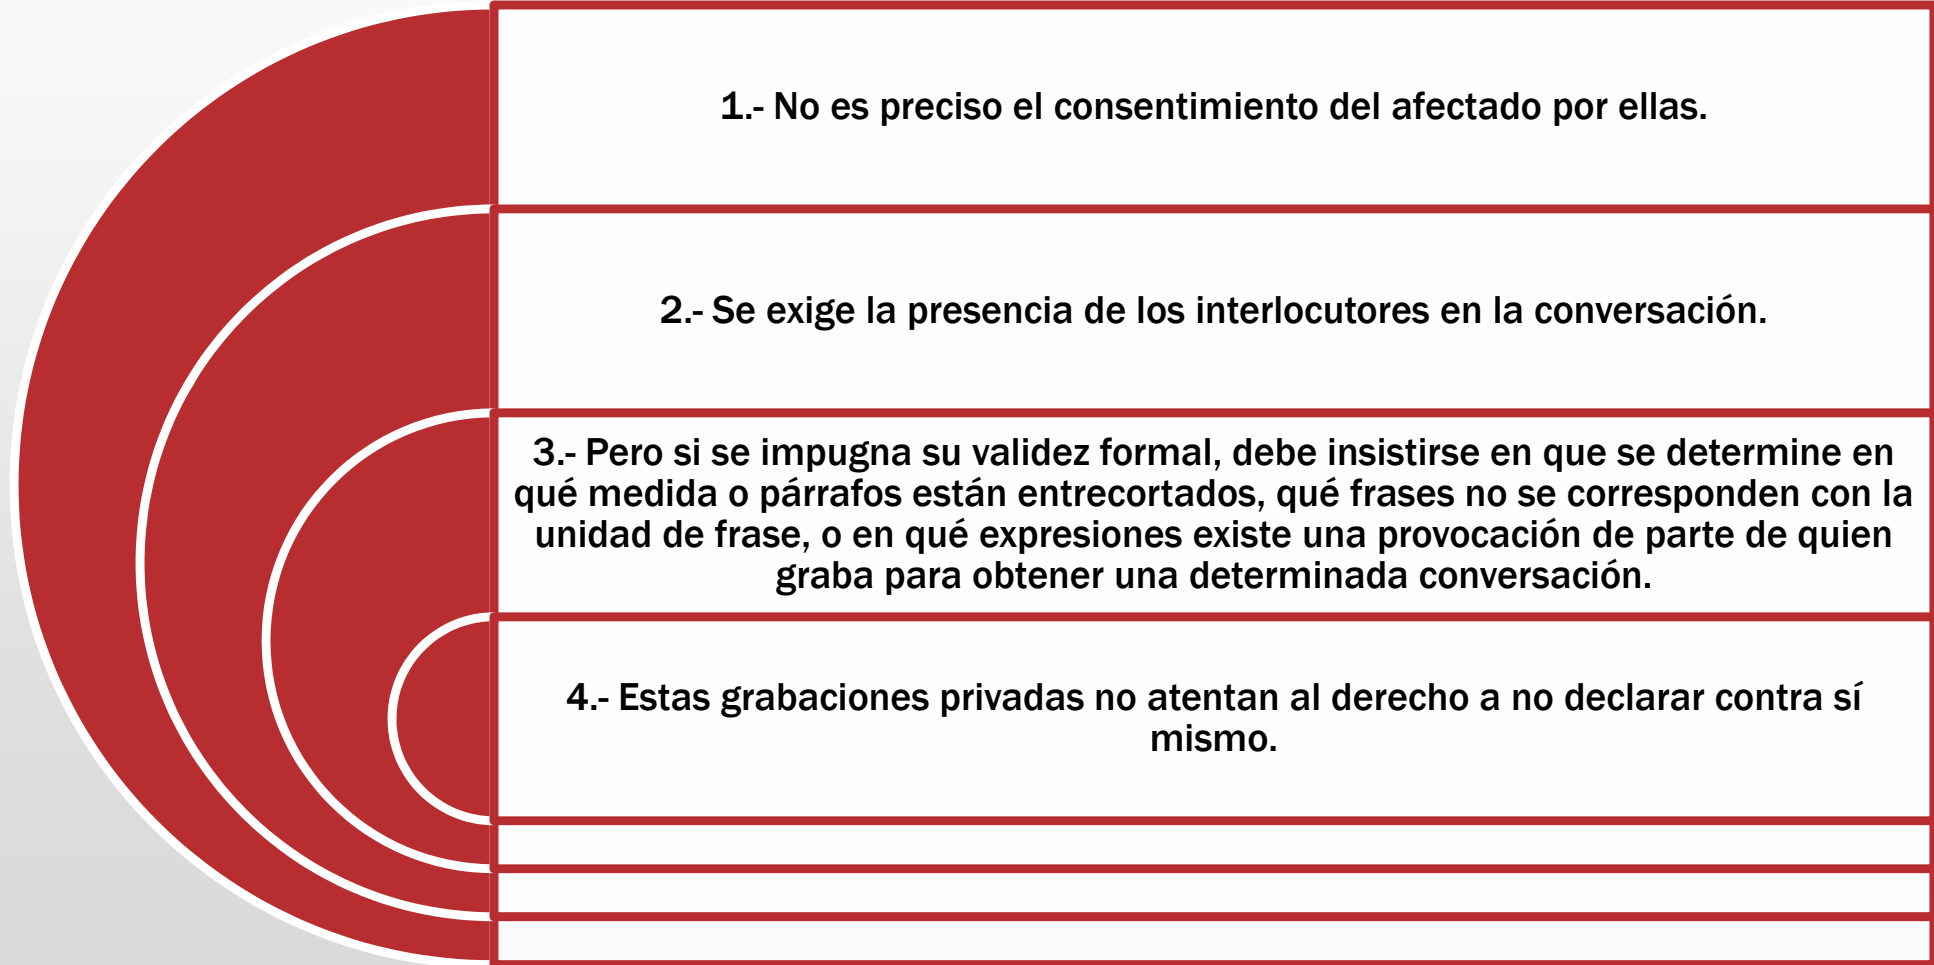 1.- No es preciso el consentimiento del afectado por ellas.
2.- Se exige la presencia de los interlocutores en la conversación.
3.- Pero si se impugna su validez formal, debe insistirse en que se determine en
qué medida o párrafos están entrecortados, qué frases no se corresponden con la
unidad de frase, o en qué expresiones existe una provocación de parte de quien
graba para obtener una determinada conversación.
4.- Estas grabaciones privadas no atentan al derecho a no declarar contra sí
mismo.